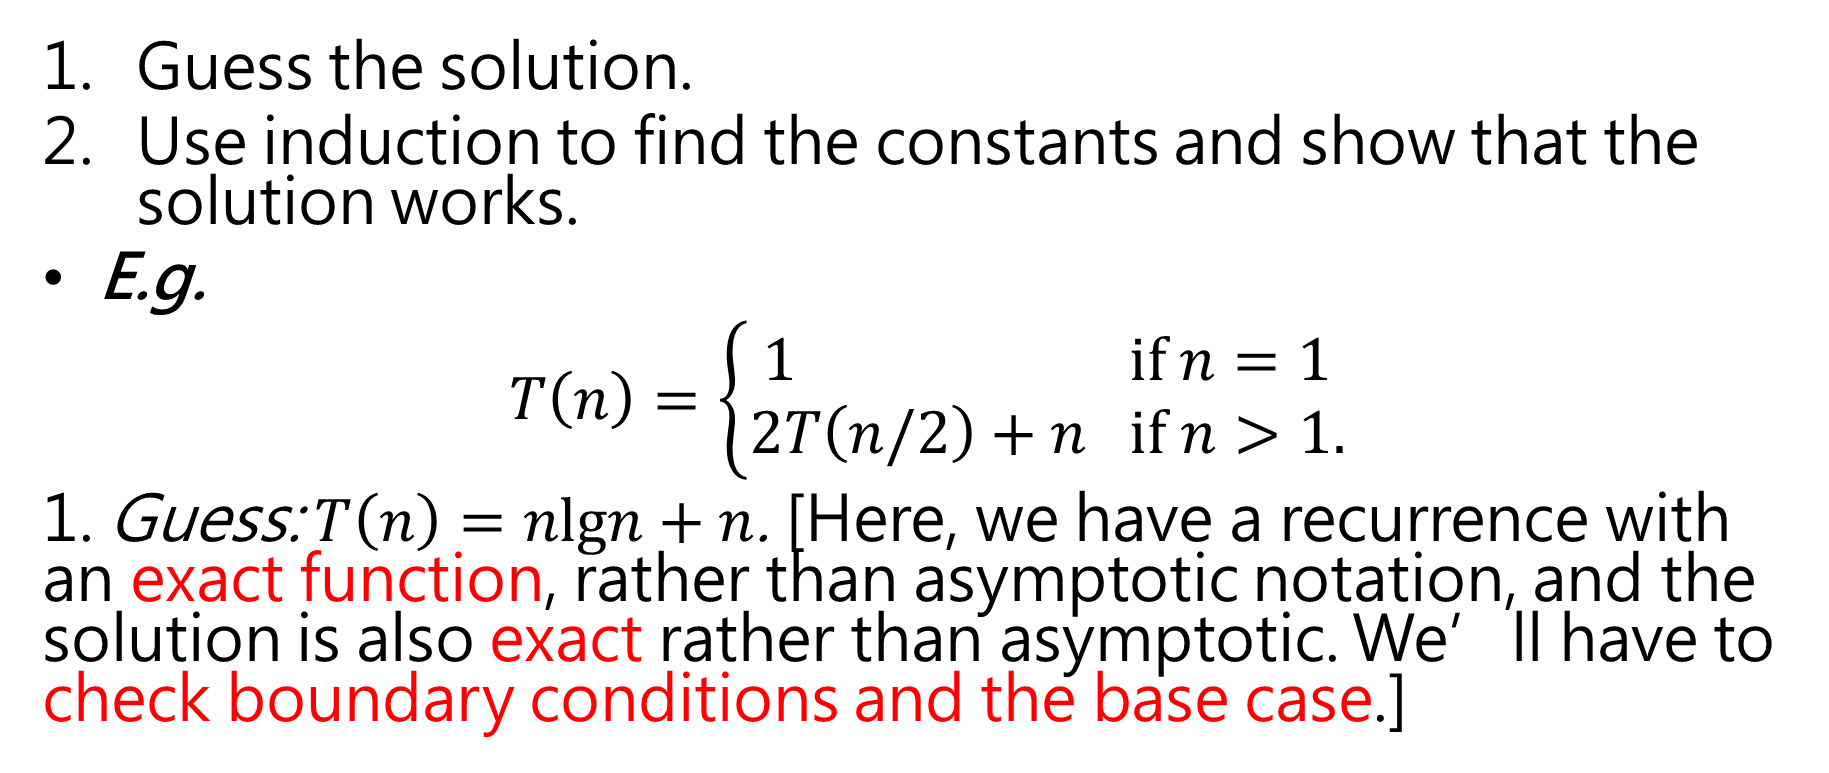 1. Guess the solution.
2. Use induction to find the constants and show that the
solution works.
• E.g.
T(n) = { 1 if n = 1
2T(n/2) + n if n > 1.
1. Guess: T(n) = nlgn + n. [Here, we have a recurrence with
an exact function, rather than asymptotic notation, and the
solution is also exact rather than asymptotic. We’ ll have to
check boundary conditions and the base case.]